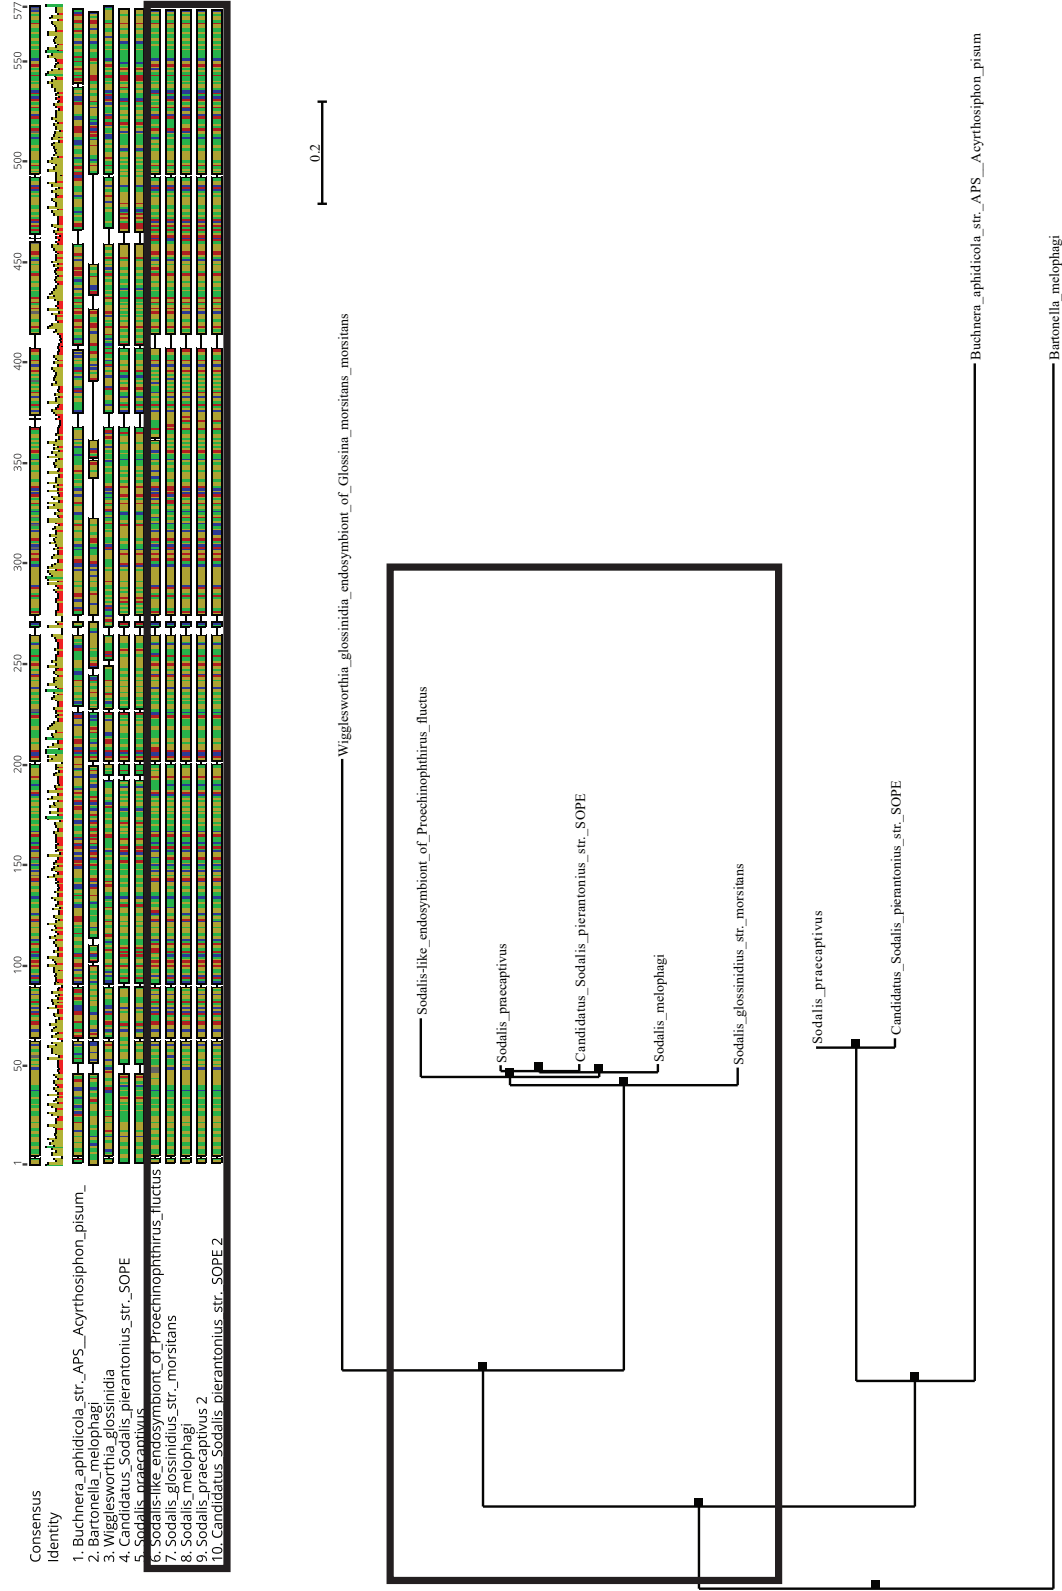 Consensus
Identity
1. Buchnera_aphidicola_str._APS__Acyrthosiphon_pisum_
2. Bartonella_melophagi
3. Wigglesworthia_glossinidia
4. Candidatus_Sodalis_pierantonius_str._SOPE
5. Sodalis_praecaptivus
6. Sodalis-like_endosymbiont_of_Proechinophthirus_fluctus
7. Sodalis_glossinidius_str._morsitans
8. Sodalis_melophagi
9. Sodalis_praecaptivus 2
10. Candidatus_Sodalis_pierantonius_str._SOPE 2
1 50 100 150 200 250 300 350 400 450 500 550 577
0.2
Wigglesworthia_glossinidia_endosymbiont_of_Glossina_morsitans_morsitans
Sodalis-like_endosymbiont_of_Proechinophthirus_fluctus
Sodalis_praecaptivus
Candidatus_Sodalis_pierantonius_str._SOPE
Sodalis_melophagi
Sodalis_glossinidius_str._morsitans
Sodalis_praecaptivus
Candidatus_Sodalis_pierantonius_str._SOPE
Buchnera_aphidicola_str._APS__Acyrthosiphon_pisum
Bartonella_melophagi